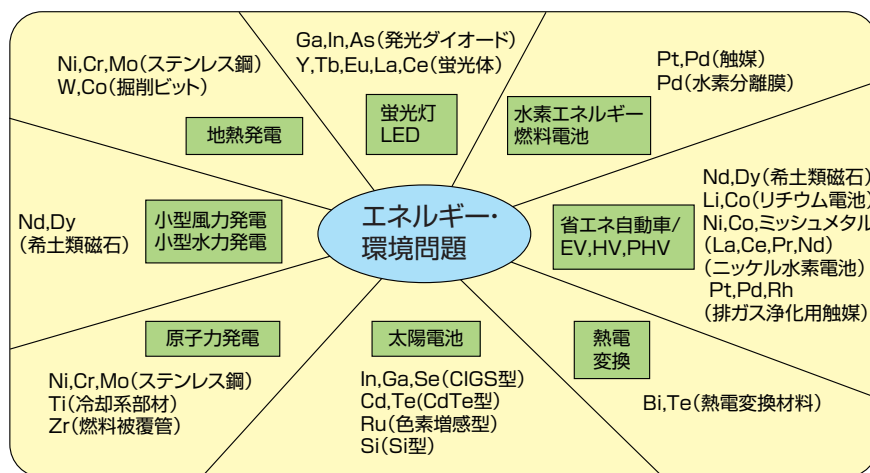 Ni,Cr,Mo（ステンレス鋼）
W,Co（掘削ビット）
地熱発電
Ga,In,As（発光ダイオード）
Y,Tb,Eu,La,Ce（蛍光体）
蛍光灯
LED
Pt,Pd（触媒）
Pd（水素分離膜）
水素エネルギー
燃料電池
Nd,Dy
（希土類磁石）
小型風力発電
小型水力発電
エネルギー・
環境問題
省エネ自動車/
EV,HV,PHV
Nd,Dy（希土類磁石）
Li,Co（リチウム電池）
Ni,Co,ミッシュメタル
（La,Ce,Pr,Nd）
（ニッケル水素電池）
Pt,Pd,Rh
（排ガス浄化用触媒）
原子力発電
Ni,Cr,Mo（ステンレス鋼）
Ti（冷却系部材）
Zr（燃料被覆管）
太陽電池
In,Ga,Se（CIGS型）
Cd,Te（CdTe型）
Ru（色素増感型）
Si（Si型）
熱電
変換
Bi,Te（熱電変換材料）